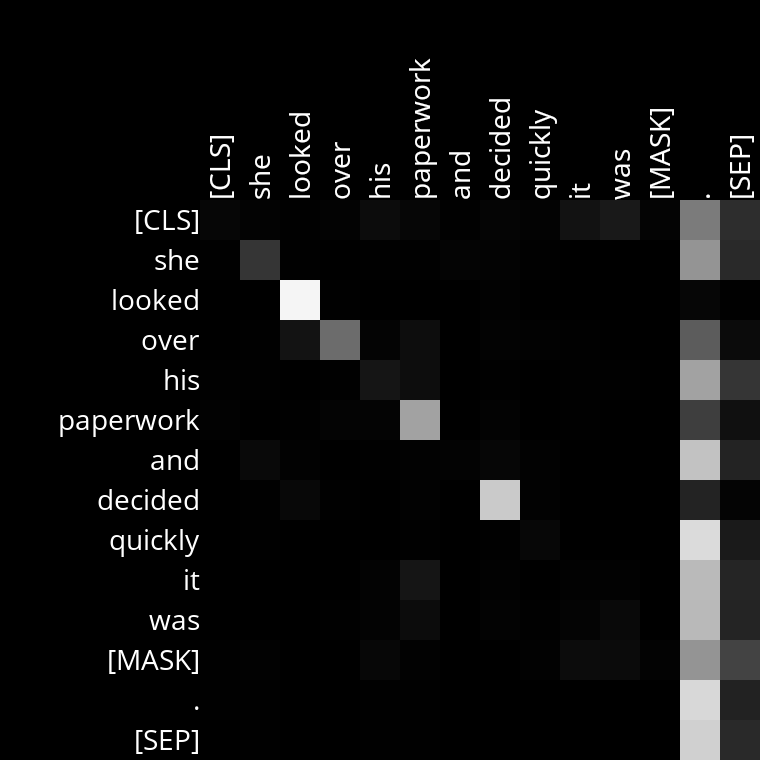 [CLS] she looked over his paperwork and decided quickly it was [MASK] . [SEP]
[CLS]
she
looked
over
his
paperwork
and
decided
quickly
it
was
[MASK]
.
[SEP]